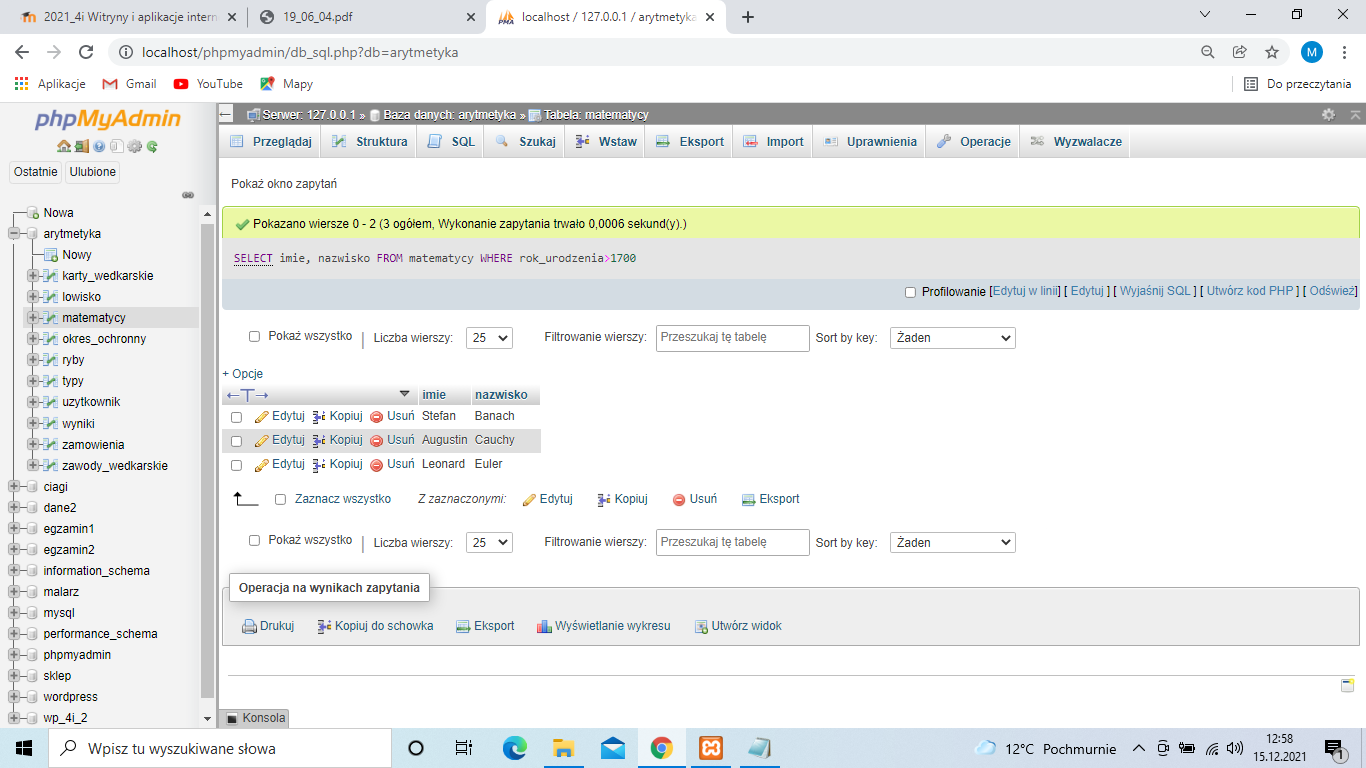 2021_4i Witryny i aplikacje intern
19_06_04.pdf
localhost / 127.0.0.1 / arytmetyka
localhost/phpmyadmin/db_sql.php?db=arytmetyka
M
Aplikacje Gmail YouTube Mapy Do przeczytania
phpMyAdmin
Ostatnie Ulubione
Nowa
arytmetyka
Nowy
karty_wedkarskie
lowisko
matematycy
okres_ochronny
ryby
typy
uzytkownik
wyniki
zamowienia
zawody_wedkarskie
ciagi
dane2
egzamin1
egzamin2
information_schema
malarz
mysql
performance_schema
phpmyadmin
sklep
wordpress
wp_4i_2
Serwer: 127.0.0.1 » Baza danych: arytmetyka » Tabela: matematycy
Przeglądaj Struktura SQL Szukaj Wstaw Eksport Import Uprawnienia Operacje Wyzwalacze
Pokaż okno zapytań
Pokazano wiersze 0 - 2 (3 ogółem, Wykonanie zapytania trwało 0,0006 sekund(y).)
SELECT imie, nazwisko FROM matematycy WHERE rok_urodzenia>1700
Profilowanie [Edytuj w linii] [ Edytuj ] [ Wyjaśnij SQL ] [ Utwórz kod PHP ] [ Odśwież]
Pokaż wszystko | Liczba wierszy: 25 Filtrowanie wierszy: Przeszukaj tę tabelę Sort by key: Żaden
+ Opcje
←T→ imie nazwisko
Edytuj Kopiuj Usuń Stefan Banach
Edytuj Kopiuj Usuń Augustin Cauchy
Edytuj Kopiuj Usuń Leonard Euler
Zaznacz wszystko Z zaznaczonymi: Edytuj Kopiuj Usuń Eksport
Pokaż wszystko | Liczba wierszy: 25 Filtrowanie wierszy: Przeszukaj tę tabelę Sort by key: Żaden
Operacja na wynikach zapytania
Drukuj Kopiuj do schowka Eksport Wyświetlanie wykresu Utwórz widok
Konsola
Wpisz tu wyszukiwane słowa
12°C Pochmurnie
12:58
15.12.2021
1